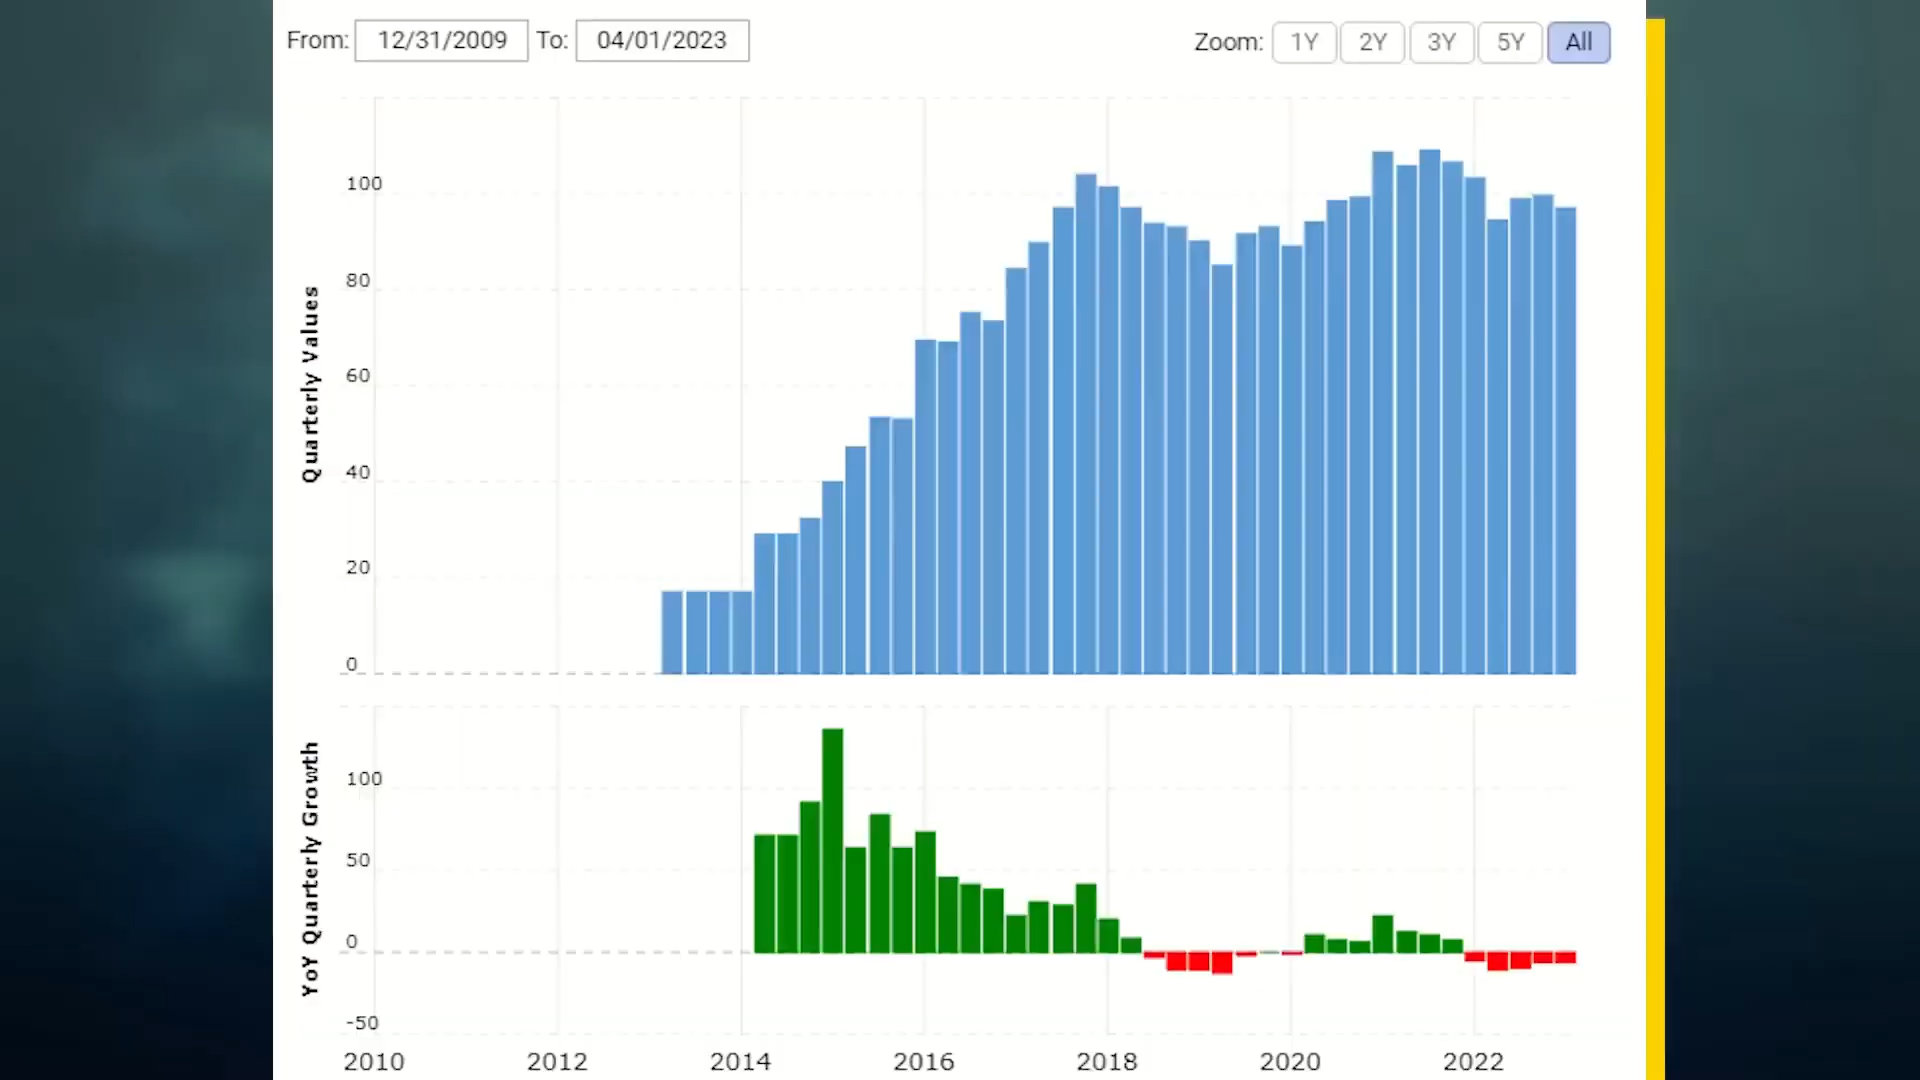 From: 12/31/2009 To: 04/01/2023 Zoom: 1Y 2Y 3Y 5Y All
Quarterly Values
100
80
60
40
20
0
YoY Quarterly Growth
100
50
0
-50
2010 2012 2014 2016 2018 2020 2022